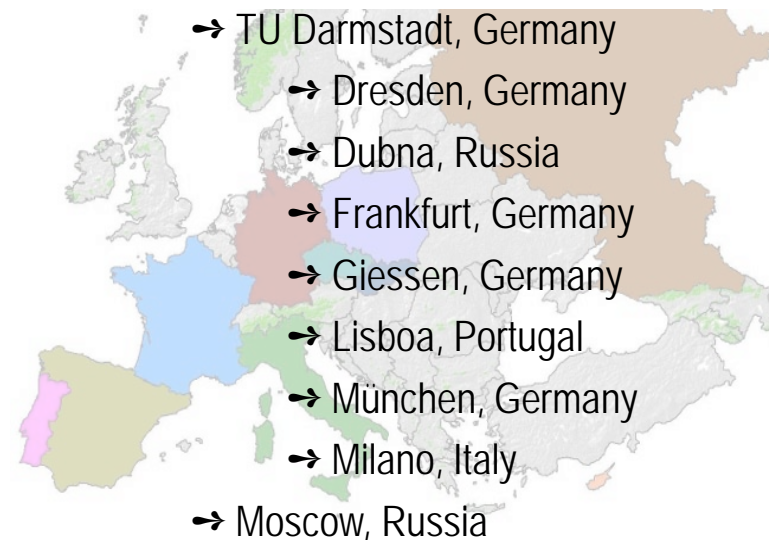 ➔ TU Darmstadt, Germany
➔ Dresden, Germany
➔ Dubna, Russia
➔ Frankfurt, Germany
➔ Giessen, Germany
➔ Lisboa, Portugal
➔ München, Germany
➔ Milano, Italy
➔ Moscow, Russia